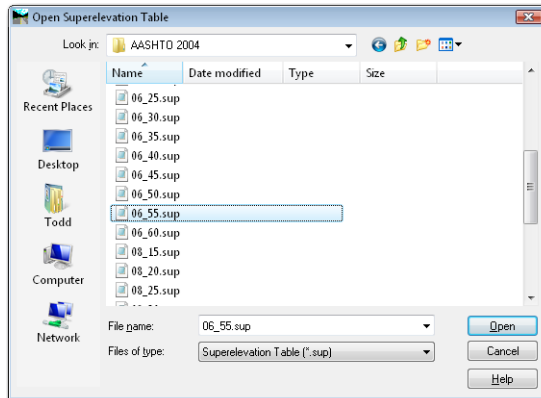 Open Superelevation Table
Look in: AASHTO 2004
Name Date modified Type Size
06_25.sup
06_30.sup
06_35.sup
06_40.sup
06_45.sup
06_50.sup
06_55.sup
06_60.sup
08_15.sup
08_20.sup
08_25.sup
Recent Places
Desktop
Todd
Computer
Network
File name: 06_55.sup
Files of type: Superelevation Table (*.sup)
Open
Cancel
Help